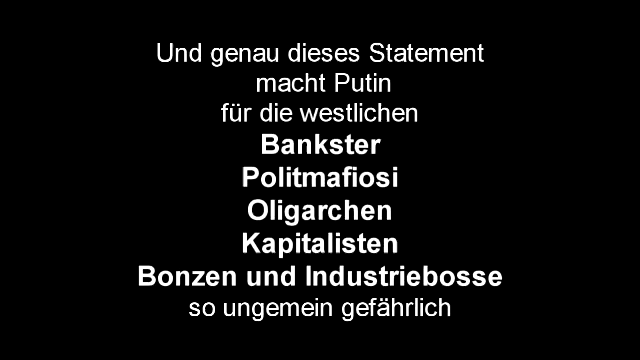 Und genau dieses Statement
macht Putin
für die westlichen
Bankster
Politmafiosi
Oligarchen
Kapitalisten
Bonzen und Industriebosse
so ungemein gefährlich